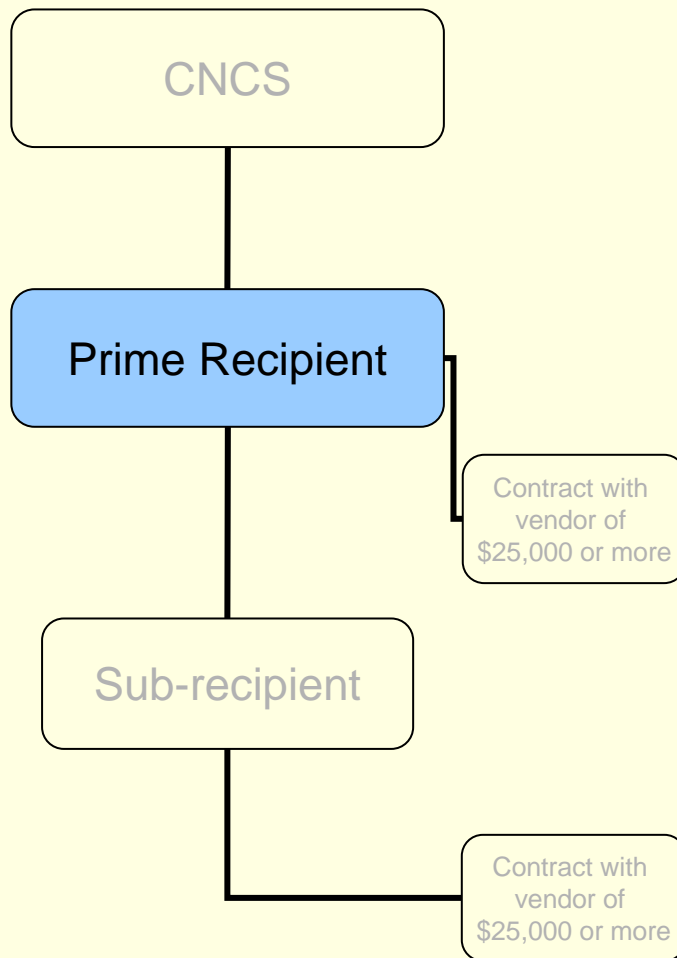 CNCS
Prime Recipient
Contract with
vendor of
$25,000 or more
Sub-recipient
Contract with
vendor of
$25,000 or more